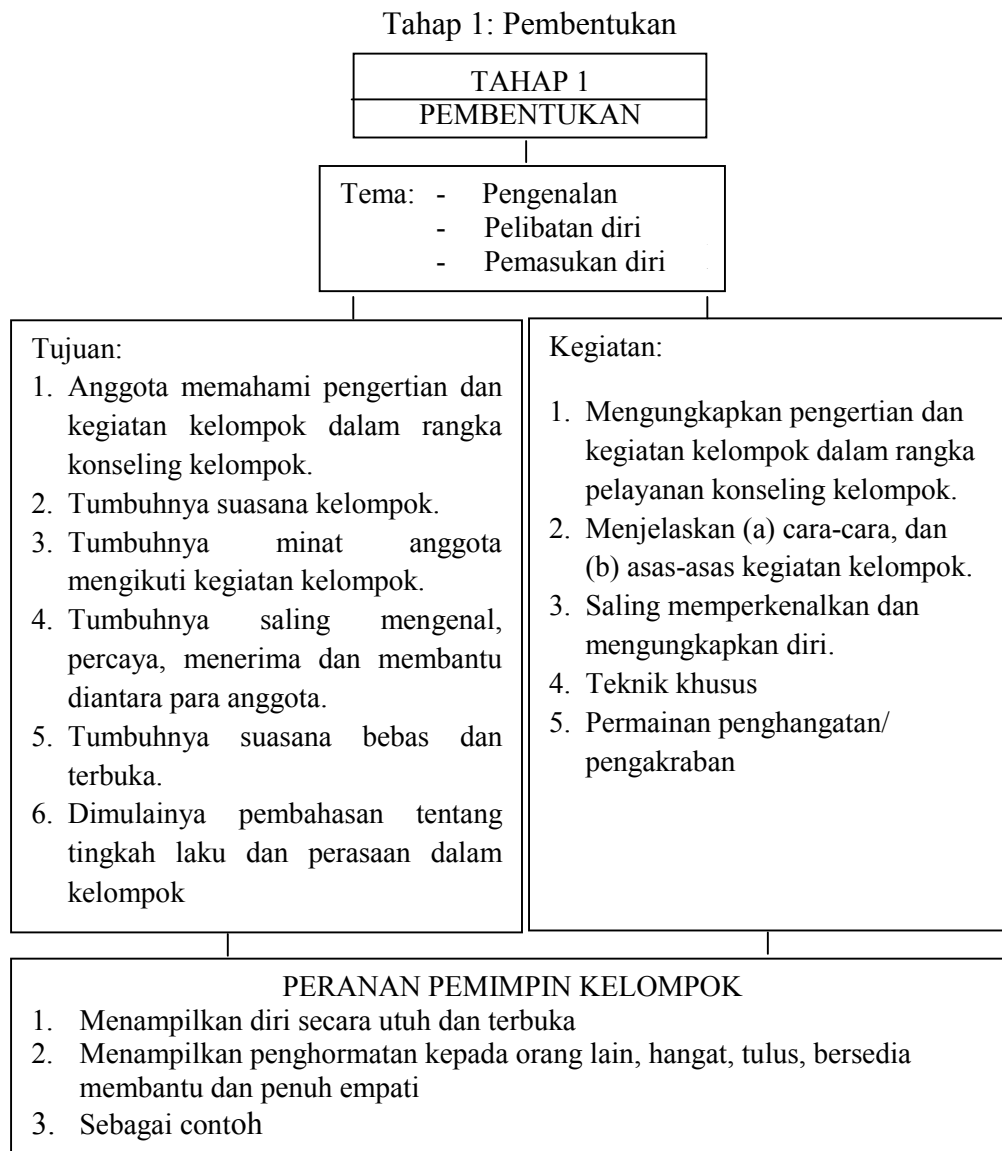 Tahap 1: Pembentukan
TAHAP 1
PEMBENTUKAN
Tema: - Pengenalan
- Pelibatan diri
- Pemasukan diri
Tujuan:
1. Anggota memahami pengertian dan
kegiatan kelompok dalam rangka
konseling kelompok.
2. Tumbuhnya suasana kelompok.
3. Tumbuhnya minat anggota
mengikuti kegiatan kelompok.
4. Tumbuhnya saling mengenal,
percaya, menerima dan membantu
diantara para anggota.
5. Tumbuhnya suasana bebas dan
terbuka.
6. Dimulainya pembahasan tentang
tingkah laku dan perasaan dalam
kelompok
Kegiatan:
1. Mengungkapkan pengertian dan
kegiatan kelompok dalam rangka
pelayanan konseling kelompok.
2. Menjelaskan (a) cara-cara, dan
(b) asas-asas kegiatan kelompok.
3. Saling memperkenalkan dan
mengungkapkan diri.
4. Teknik khusus
5. Permainan penghangatan/
pengakraban
PERANAN PEMIMPIN KELOMPOK
1. Menampilkan diri secara utuh dan terbuka
2. Menampilkan penghormatan kepada orang lain, hangat, tulus, bersedia
membantu dan penuh empati
3. Sebagai contoh